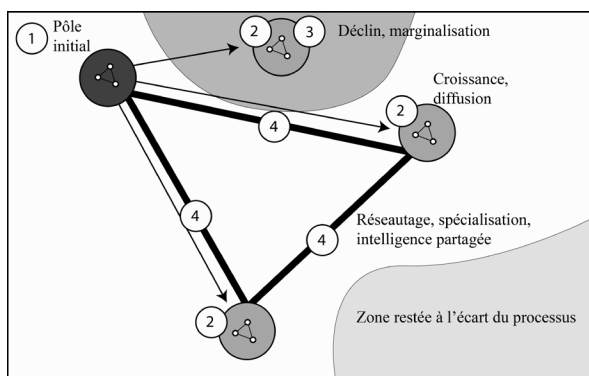 1
Pôle
initial
2
3
Déclin, marginalisation
Croissance,
diffusion
2
4
4
4
Réseautage, spécialisation,
intelligence partagée
2
Zone restée à l'écart du processus